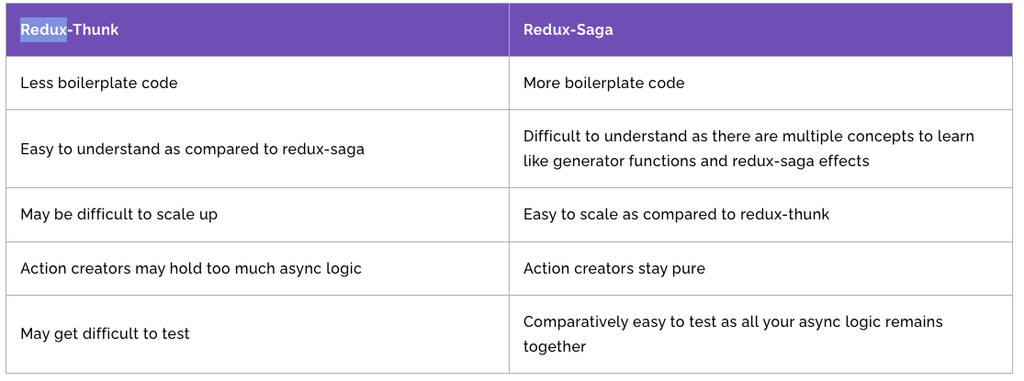 Redux-Thunk
Redux-Saga
Less boilerplate code
More boilerplate code
Easy to understand as compared to redux-saga
Difficult to understand as there are multiple concepts to learn
like generator functions and redux-saga effects
May be difficult to scale up
Easy to scale as compared to redux-thunk
Action creators may hold too much async logic
Action creators stay pure
May get difficult to test
Comparatively easy to test as all your async logic remains
together